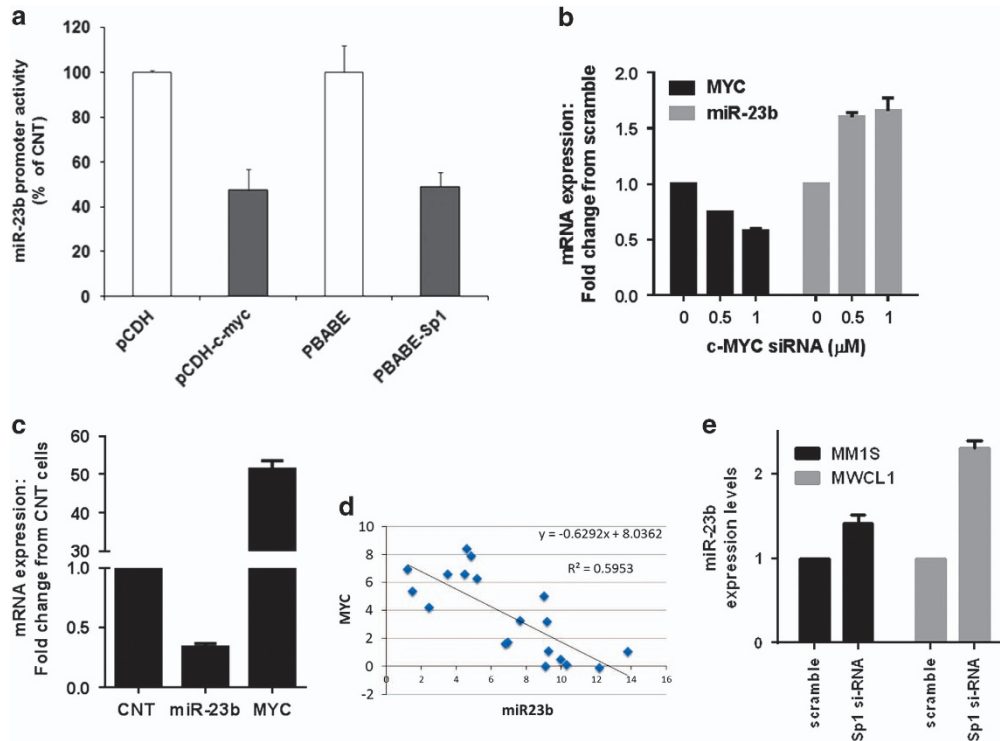 a
miR-23b promoter activity
(% of CNT)
120
100
80
60
40
20
0
pCDH
pCDH-c-myc
PBABE
PBABE-Sp1
b
mRNA expression:
Fold change from scramble
2.0
1.5
1.0
0.5
0.0
MYC
miR-23b
0 0.5 1 0 0.5 1
c-MYC siRNA (μM)
c
mRNA expression:
Fold change from CNT cells
60
50
40
30
1.0
0.5
0.0
CNT miR-23b MYC
d
MYC
10
8
6
4
2
0
-2
y = -0.6292x + 8.0362
R² = 0.5953
0 2 4 6 8 10 12 14 16
miR23b
e
miR-23b
expression levels
2
1
0
MM1S
MWCL1
scramble
Sp1 si-RNA
scramble
Sp1 si-RNA